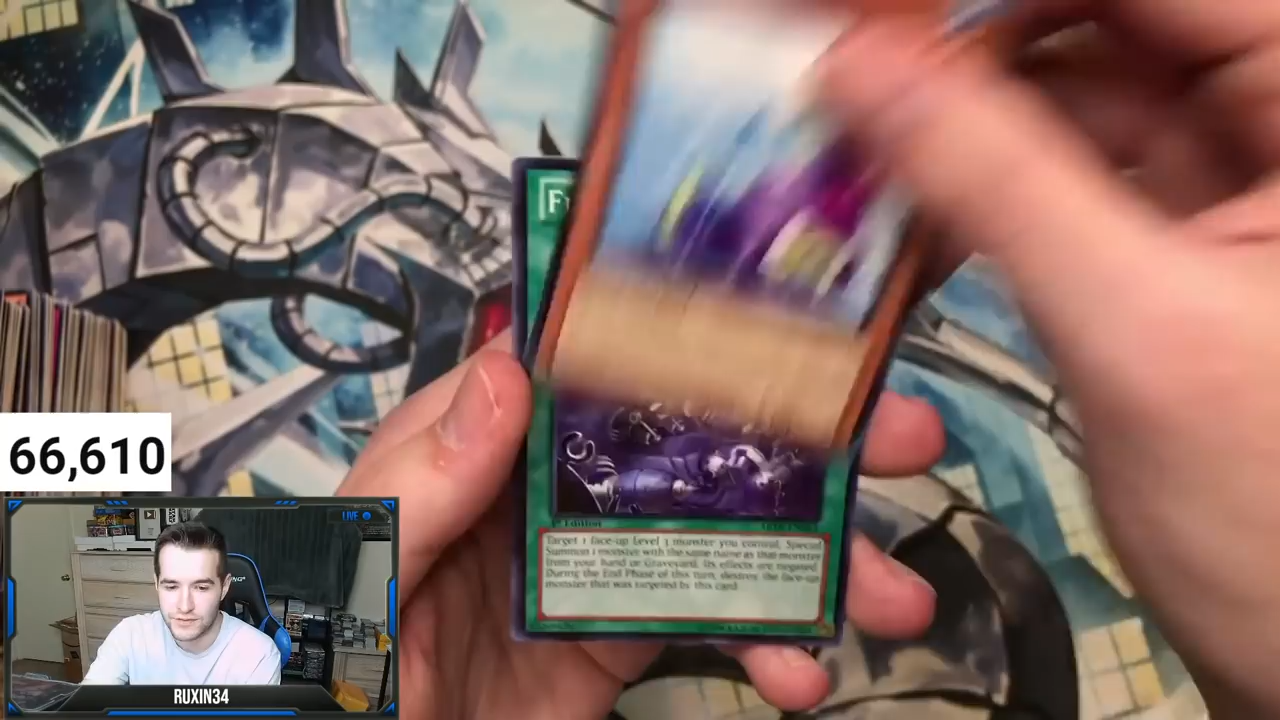 F
66,610
LIVE
1st Edition
Target 1 face-up Level 3 monster you control. Special
Summon 1 monster with the same name as that monster
from your hand or Graveyard. Its effects are negated.
During the End Phase of this turn, destroy the face-up
monster that was targeted by this card.
RUXIN34